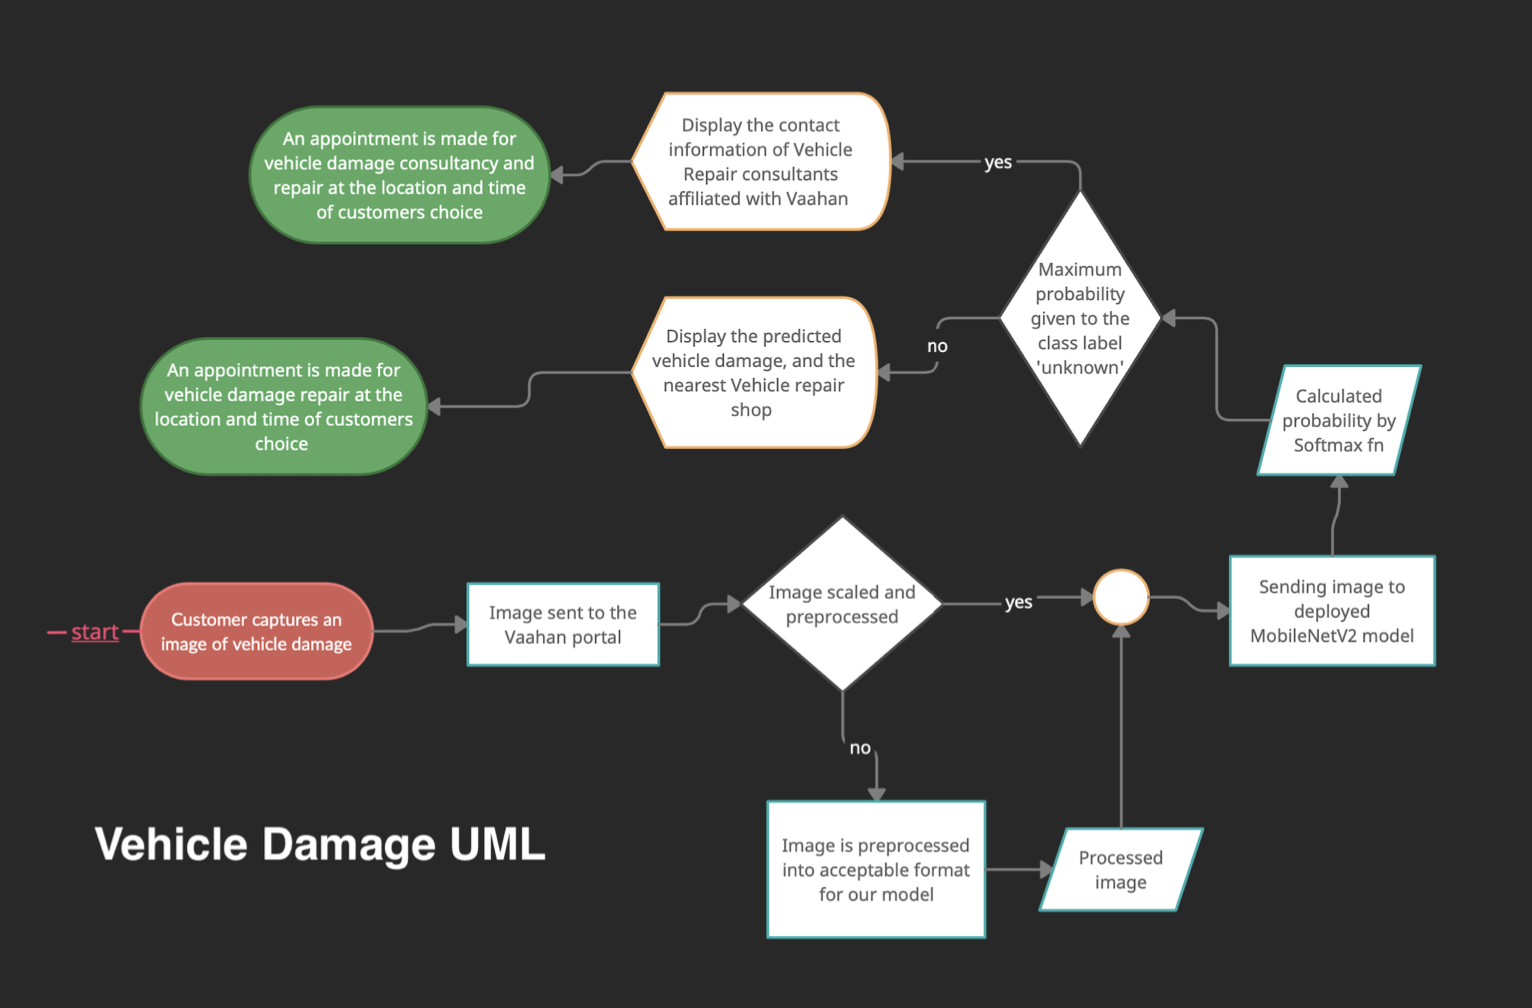 An appointment is made for
vehicle damage consultancy and
repair at the location and time
of customers choice
Display the contact
information of Vehicle
Repair consultants
affiliated with Vaahan
yes
Maximum
probability
given to the
class label
'unknown'
no
Display the predicted
vehicle damage, and the
nearest Vehicle repair
shop
An appointment is made for
vehicle damage repair at the
location and time of customers
choice
Calculated
probability by
Softmax fn
start
Customer captures an
image of vehicle damage
Image sent to the
Vaahan portal
Image scaled and
preprocessed
yes
Sending image to
deployed
MobileNetV2 model
no
Image is preprocessed
into acceptable format
for our model
Processed
image
Vehicle Damage UML